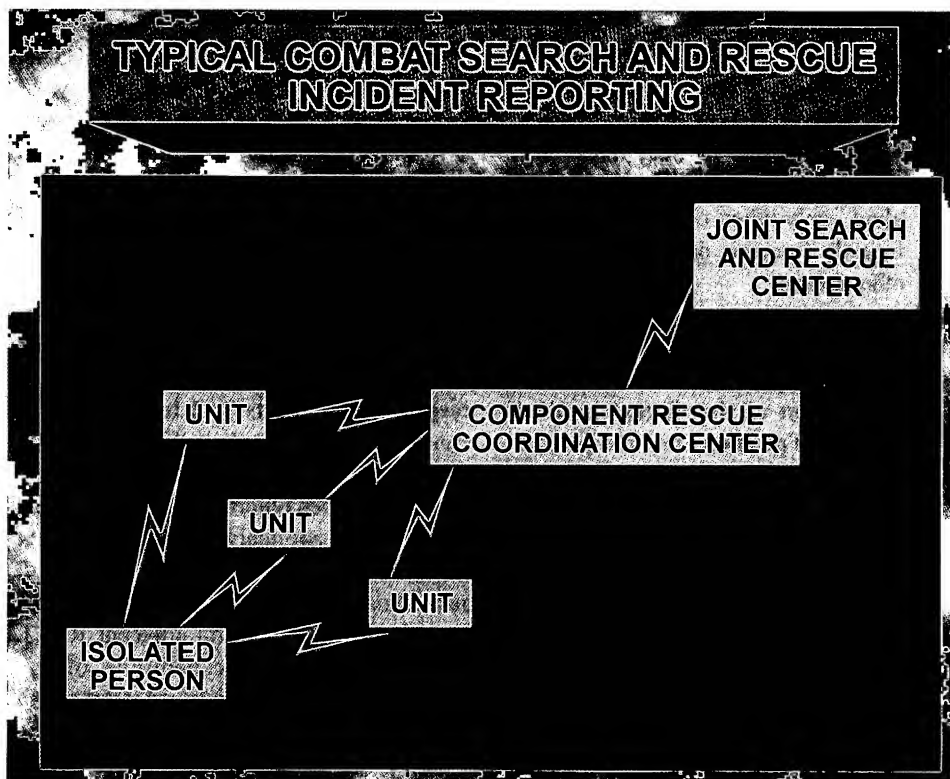 TYPICAL COMBAT SEARCH AND RESCUE
INCIDENT REPORTING
JOINT SEARCH
AND RESCUE
CENTER
UNIT
COMPONENT RESCUE
COORDINATION CENTER
UNIT
UNIT
ISOLATED
PERSON